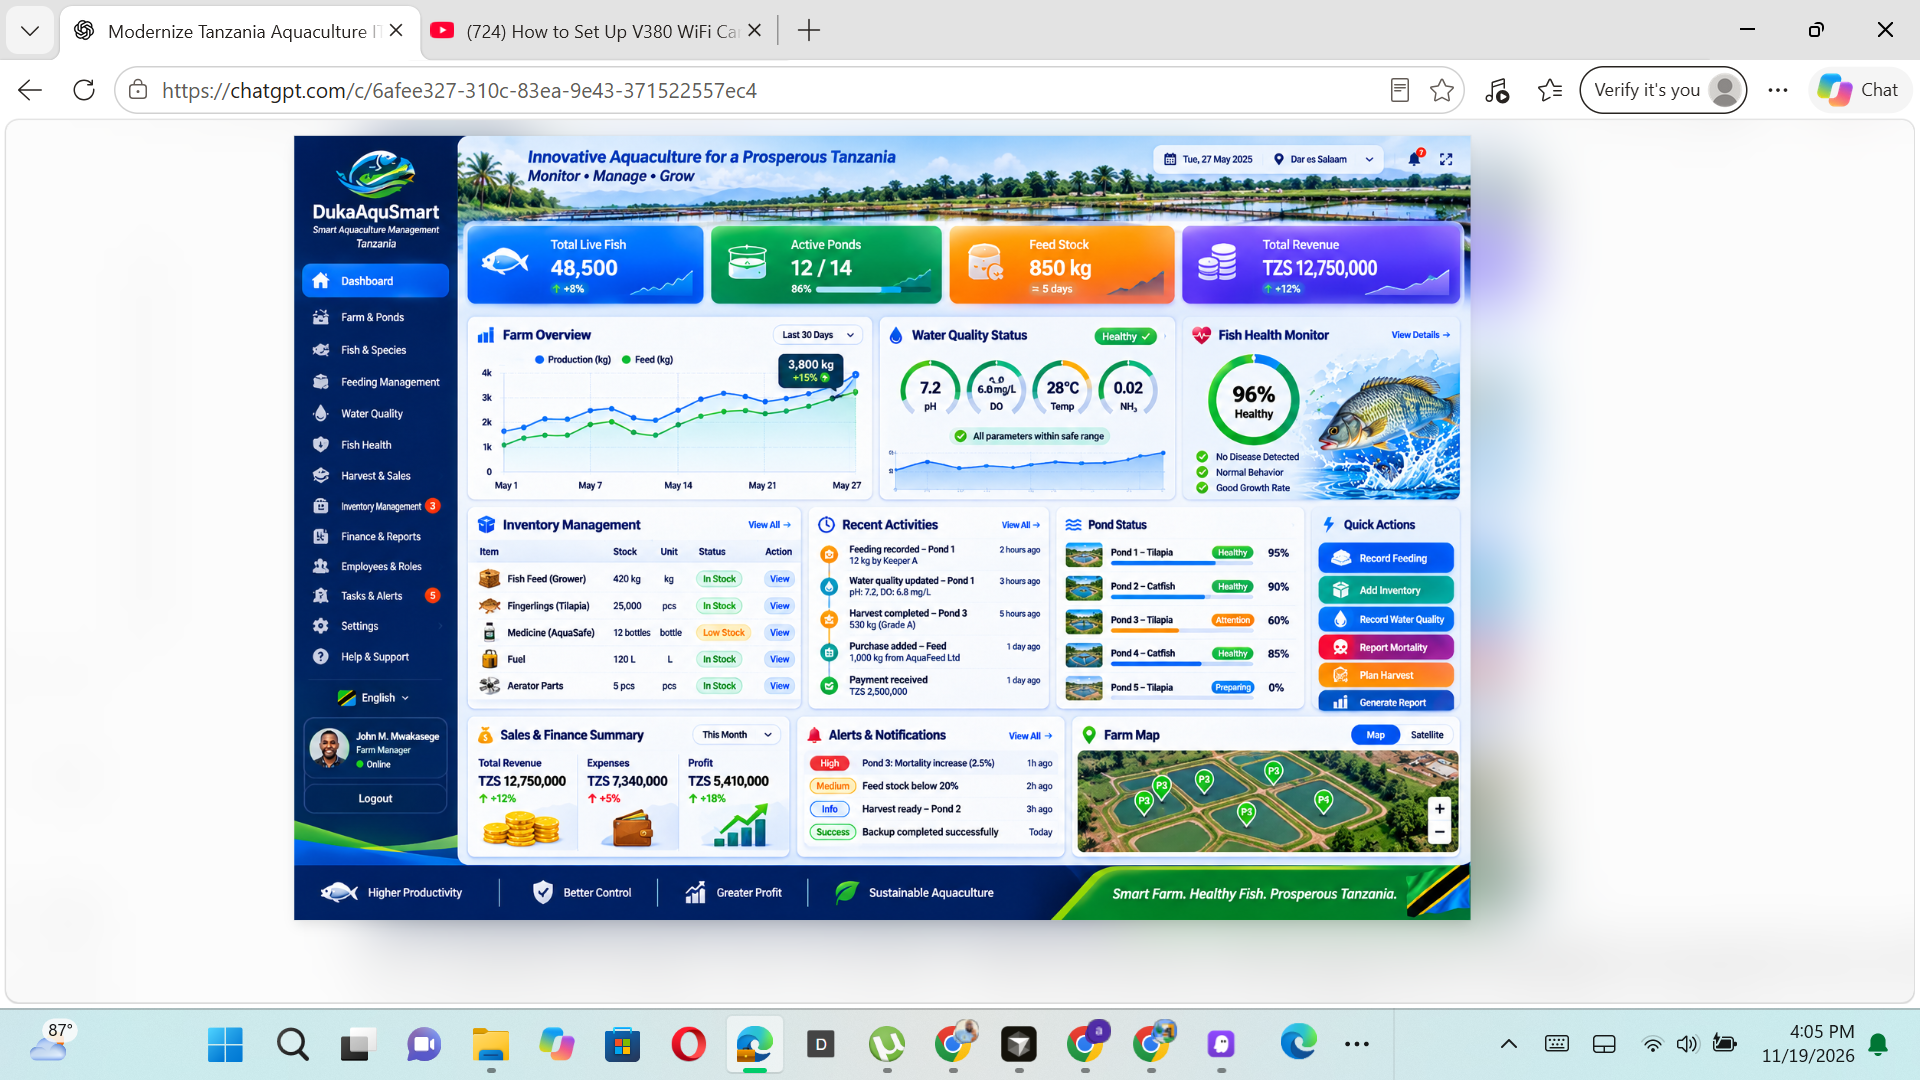 Modernize Tanzania Aquaculture
(724) How to Set Up V380 WiFi Ca
https://chatgpt.com/c/6afee327-310c-83ea-9e43-371522557ec4
Verify it's you
Chat
DukaAquSmart
Smart Aquaculture Management
Tanzania
Dashboard
Farm & Ponds
Fish & Species
Feeding Management
Water Quality
Fish Health
Harvest & Sales
Inventory Management 3
Finance & Reports
Employees & Roles
Tasks & Alerts 5
Settings
Help & Support
English
John M. Mwakasege
Farm Manager
Online
Logout
Innovative Aquaculture for a Prosperous Tanzania
Monitor • Manage • Grow
Tue, 27 May 2025
Dar es Salaam
7
Total Live Fish
48,500
+8%
Active Ponds
12 / 14
86%
Feed Stock
850 kg
= 5 days
Total Revenue
TZS 12,750,000
+12%
Farm Overview
Last 30 Days
Production (kg) Feed (kg)
3,800 kg
+15%
4k
3k
2k
1k
0
May 1 May 7 May 14 May 21 May 27
Water Quality Status
Healthy ✓
7.2
pH
6.8 mg/L
DO
28°C
Temp
0.02
NH₃
All parameters within safe range
Fish Health Monitor
View Details →
96%
Healthy
No Disease Detected
Normal Behavior
Good Growth Rate
Inventory Management
View All →
Item Stock Unit Status Action
Fish Feed (Grower) 420 kg kg In Stock View
Fingerlings (Tilapia) 25,000 pcs In Stock View
Medicine (AquaSafe) 12 bottles bottle Low Stock View
Fuel 120 L L In Stock View
Aerator Parts 5 pcs pcs In Stock View
Recent Activities
View All →
Feeding recorded – Pond 1 2 hours ago
12 kg by Keeper A
Water quality updated – Pond 1 3 hours ago
pH: 7.2, DO: 6.8 mg/L
Harvest completed – Pond 3 5 hours ago
530 kg (Grade A)
Purchase added – Feed 1 day ago
1,000 kg from AquaFeed Ltd
Payment received 1 day ago
TZS 2,500,000
Pond Status
Pond 1 – Tilapia Healthy 95%
Pond 2 – Catfish Healthy 90%
Pond 3 – Tilapia Attention 60%
Pond 4 – Catfish Healthy 85%
Pond 5 – Tilapia Preparing 0%
Quick Actions
Record Feeding
Add Inventory
Record Water Quality
Report Mortality
Plan Harvest
Generate Report
Sales & Finance Summary
This Month
Total Revenue
TZS 12,750,000
+12%
Expenses
TZS 7,340,000
+5%
Profit
TZS 5,410,000
+18%
Alerts & Notifications
View All →
High Pond 3: Mortality increase (2.5%) 1h ago
Medium Feed stock below 20% 2h ago
Info Harvest ready – Pond 2 3h ago
Success Backup completed successfully Today
Farm Map
Map Satellite
P3
P3
P3
P3
P3
P4
+
−
Higher Productivity
Better Control
Greater Profit
Sustainable Aquaculture
Smart Farm. Healthy Fish. Prosperous Tanzania.
87°
D
a
4:05 PM
11/19/2026